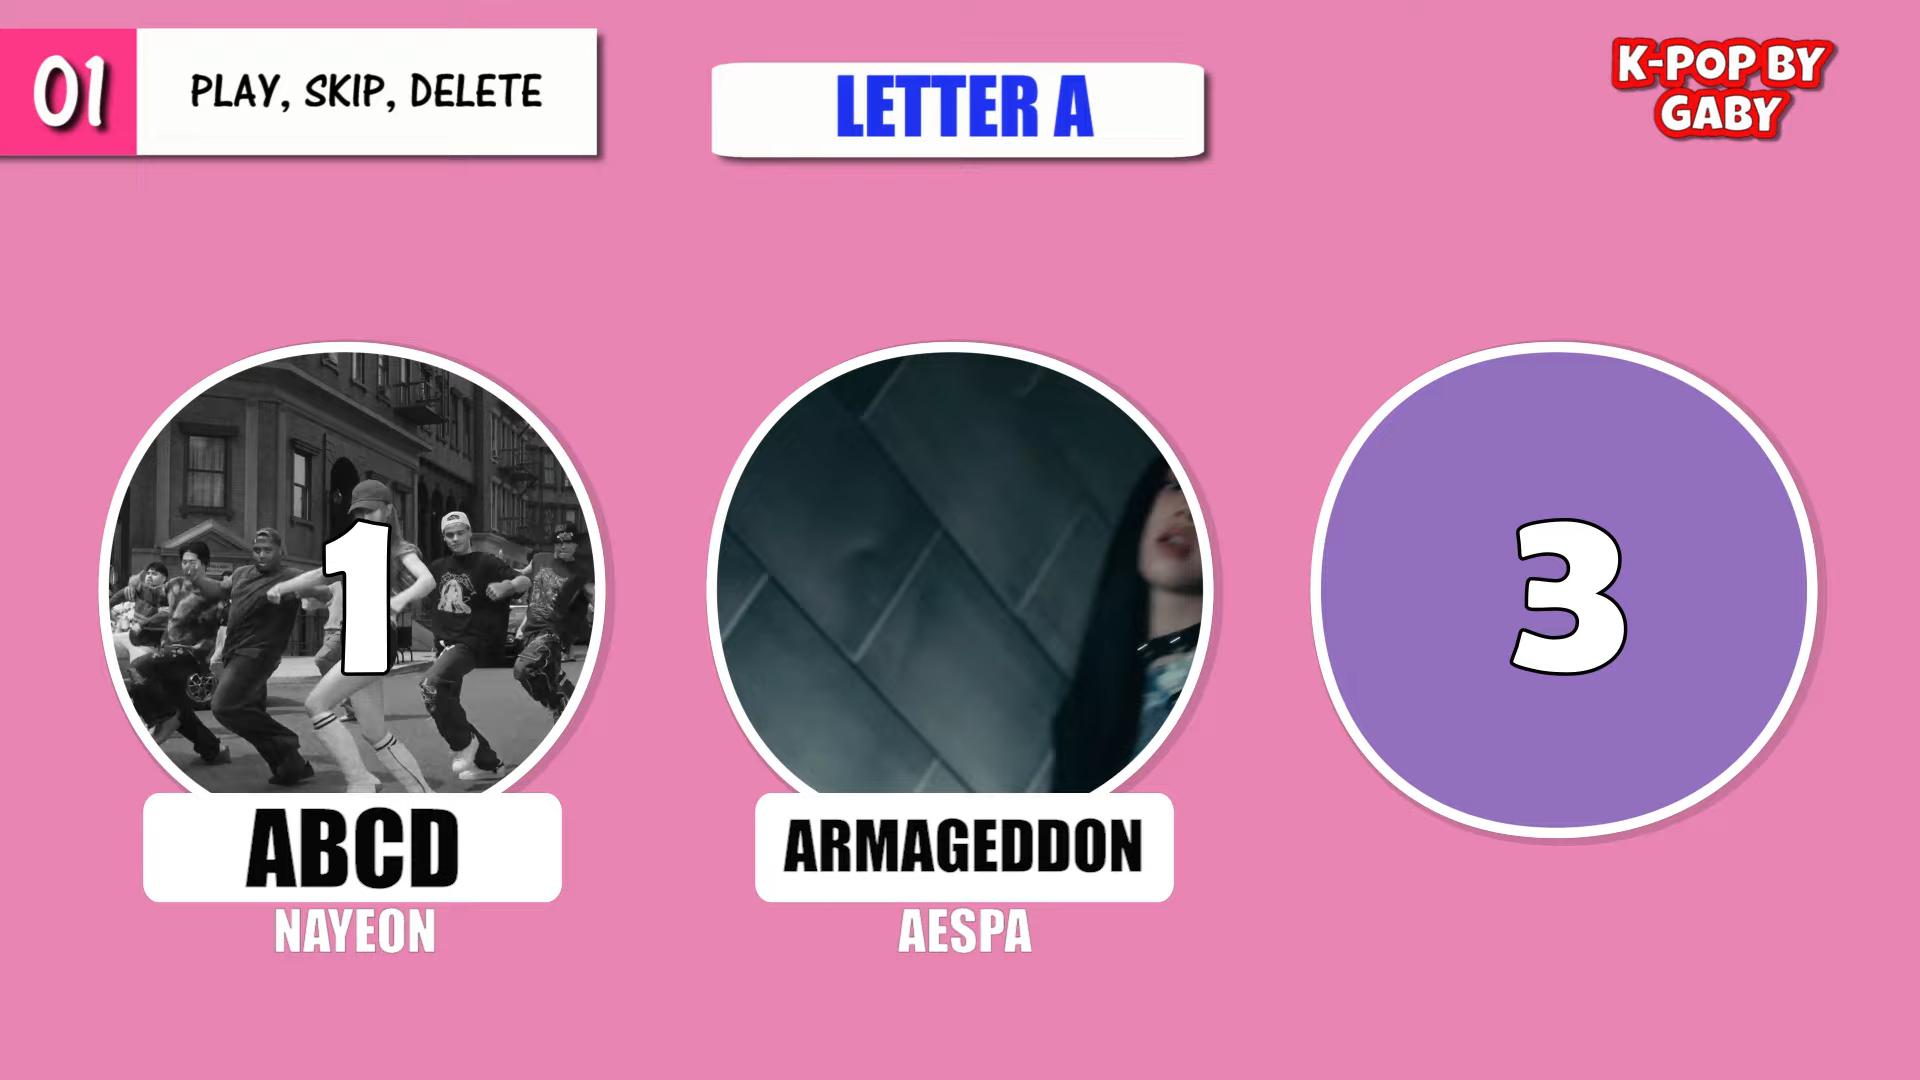 01
PLAY, SKIP, DELETE
LETTER A
K-POP BY
GABY
1
3
ABCD
NAYEON
ARMAGEDDON
AESPA